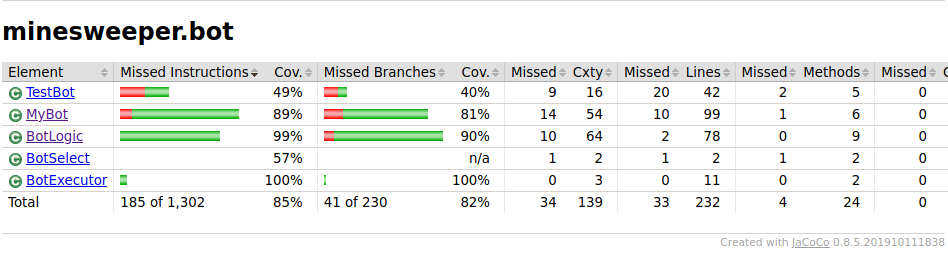 minesweeper.bot
Element Missed Instructions Cov. Missed Branches Cov. Missed Cxty Missed Lines Missed Methods Missed
TestBot 49% 40% 9 16 20 42 2 5 0
MyBot 89% 81% 14 54 10 99 1 6 0
BotLogic 99% 90% 10 64 2 78 0 9 0
BotSelect 57% n/a 1 2 1 2 1 2 0
BotExecutor 100% 100% 0 3 0 11 0 2 0
Total 185 of 1,302 85% 41 of 230 82% 34 139 33 232 4 24 0
Created with JaCoCo 0.8.5.201910111838